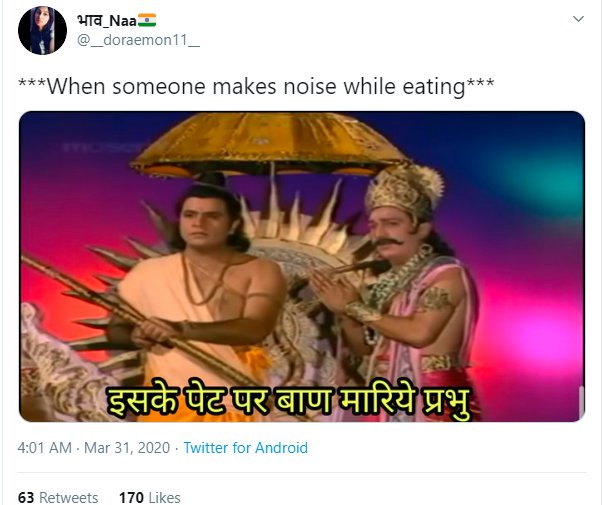 भाव_Naa🇮🇳
@__doraemon11__
***When someone makes noise while eating***
इसके पेट पर बाण मारिये प्रभु
4:01 AM · Mar 31, 2020 · Twitter for Android
63 Retweets 170 Likes